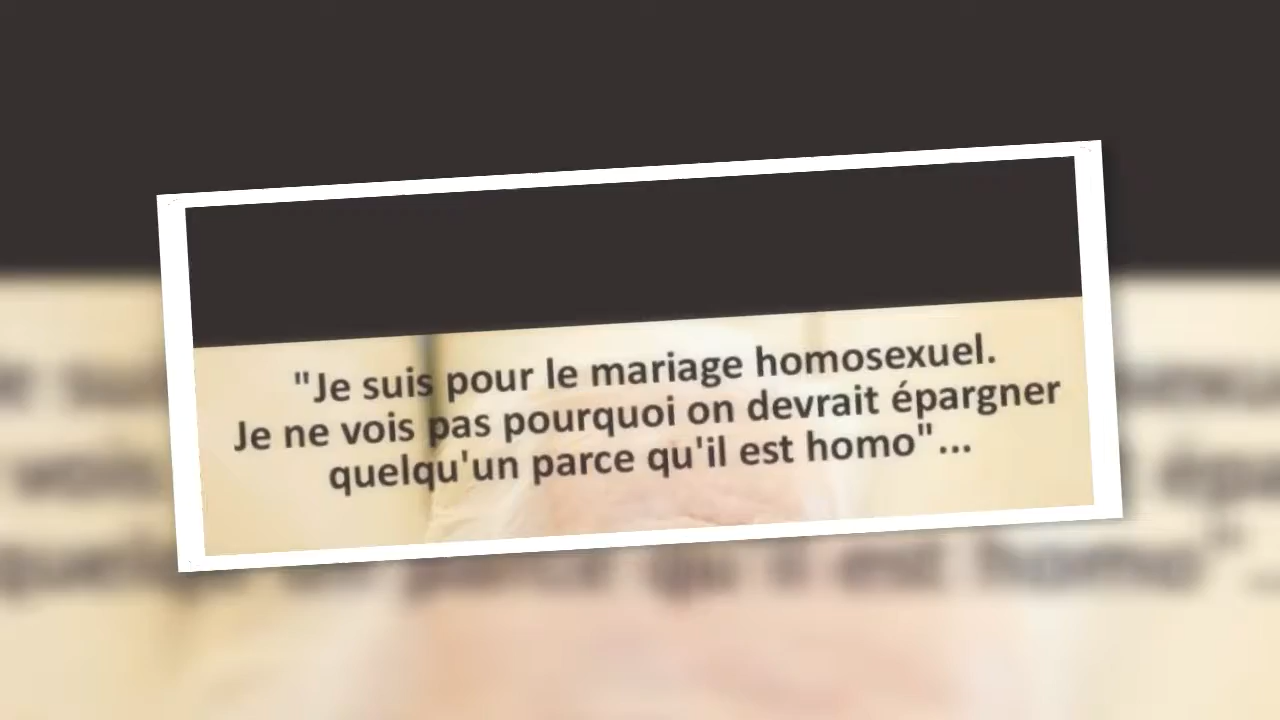 "Je suis pour le mariage homosexuel.
Je ne vois pas pourquoi on devrait épargner
quelqu'un parce qu'il est homo"...